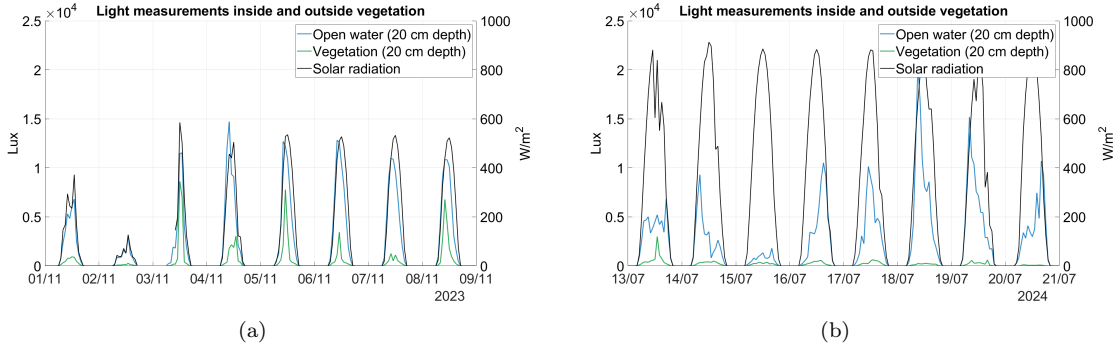 Light measurements inside and outside vegetation
×10⁴
Open water (20 cm depth)
Vegetation (20 cm depth)
Solar radiation
2.5
2
1.5
1
0.5
0
Lux
1000
800
600
400
200
0
W/m²
01/11 02/11 03/11 04/11 05/11 06/11 07/11 08/11 09/11
2023
(a)
Light measurements inside and outside vegetation
×10⁴
Open water (20 cm depth)
Vegetation (20 cm depth)
Solar radiation
2.5
2
1.5
1
0.5
0
Lux
1000
800
600
400
200
0
W/m²
13/07 14/07 15/07 16/07 17/07 18/07 19/07 20/07 21/07
2024
(b)